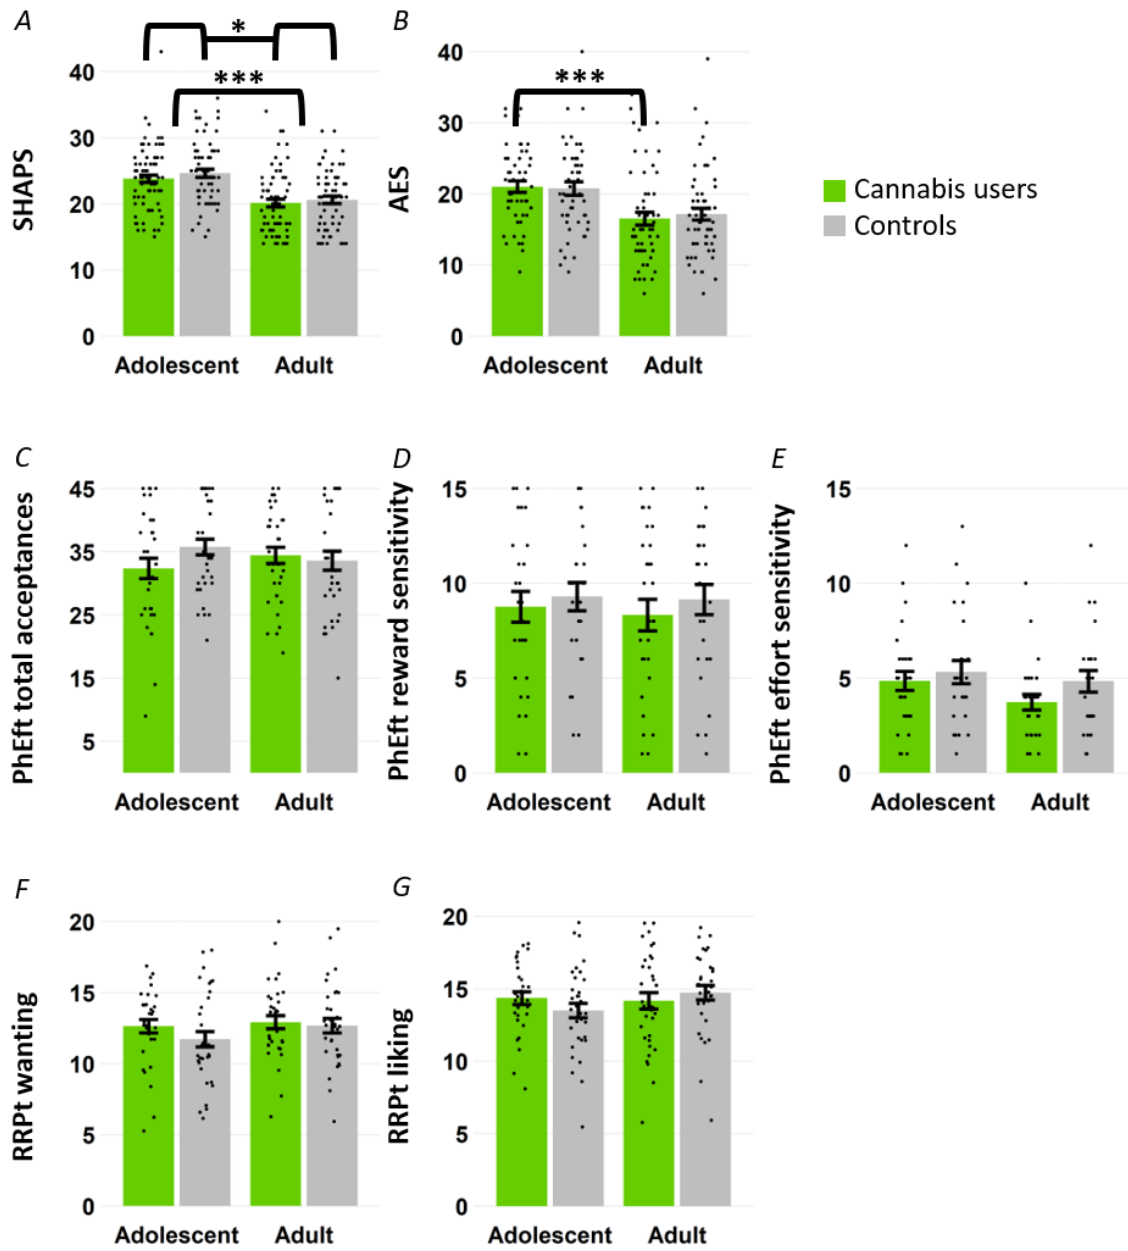 A
B
*
***
***
SHAPS
40
30
20
10
0
Adolescent
Adult
AES
40
30
20
10
0
Adolescent
Adult
Cannabis users
Controls
C
D
E
PhEft total acceptances
45
35
25
15
5
Adolescent
Adult
PhEft reward sensitivity
15
10
5
0
Adolescent
Adult
PhEft effort sensitivity
15
10
5
0
Adolescent
Adult
F
G
RRPt wanting
20
15
10
5
0
Adolescent
Adult
RRPt liking
20
15
10
5
0
Adolescent
Adult